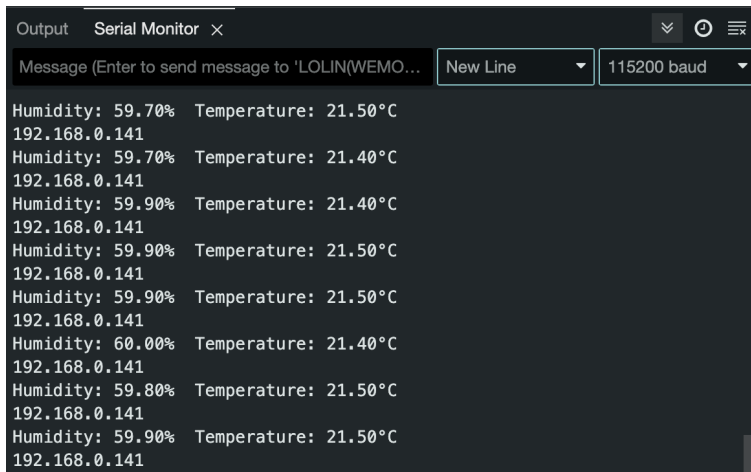 Output Serial Monitor ×
Message (Enter to send message to 'LOLIN(WEMO... New Line 115200 baud
Humidity: 59.70%  Temperature: 21.50°C
192.168.0.141
Humidity: 59.70%  Temperature: 21.40°C
192.168.0.141
Humidity: 59.90%  Temperature: 21.40°C
192.168.0.141
Humidity: 59.90%  Temperature: 21.50°C
192.168.0.141
Humidity: 59.90%  Temperature: 21.50°C
192.168.0.141
Humidity: 60.00%  Temperature: 21.40°C
192.168.0.141
Humidity: 59.80%  Temperature: 21.50°C
192.168.0.141
Humidity: 59.90%  Temperature: 21.50°C
192.168.0.141